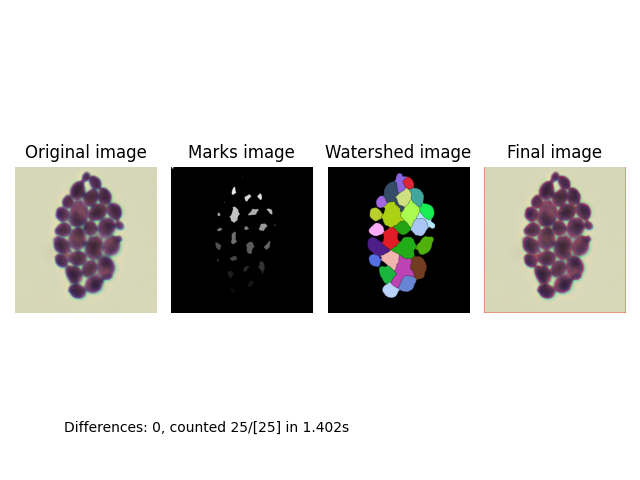 Original image
Marks image
Watershed image
Final image
Differences: 0, counted 25/[25] in 1.402s